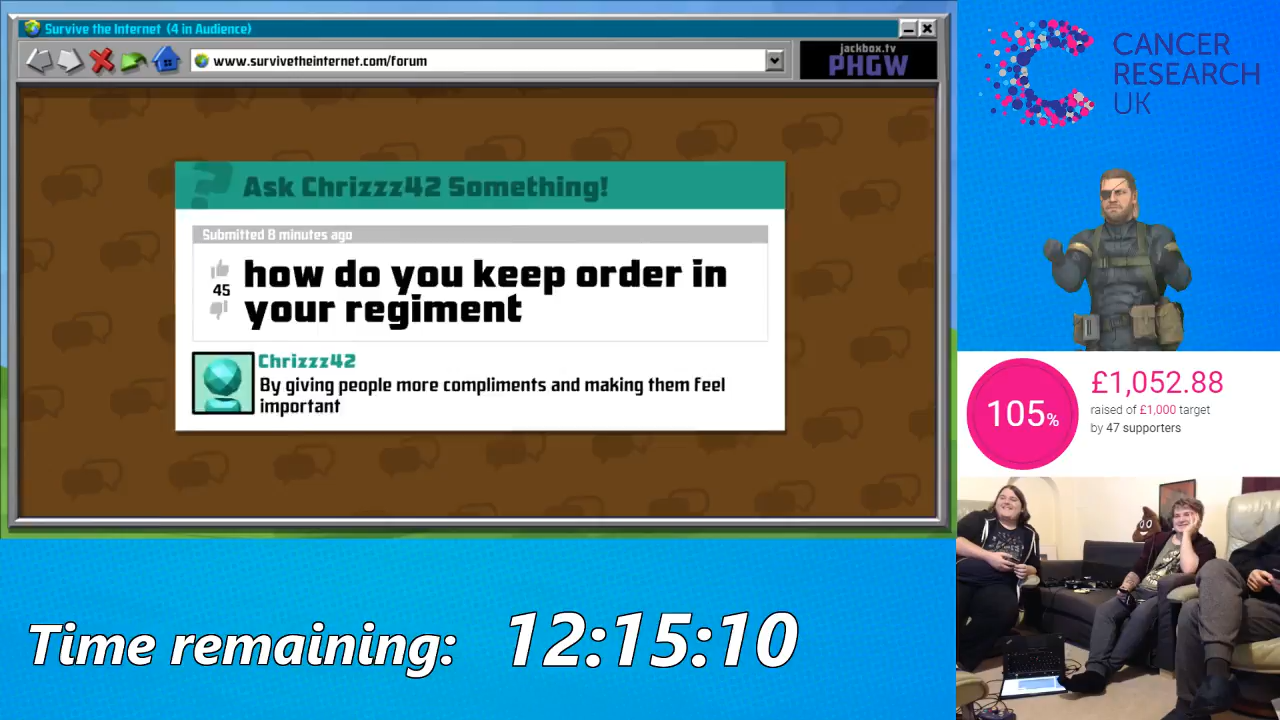 Survive the Internet (4 in Audience)
www.survivetheinternet.com/forum
jackbox.tv
PHGW
Ask Chrizzz42 Something!
Submitted 8 minutes ago
45
how do you keep order in
your regiment
Chrizzz42
By giving people more compliments and making them feel
important
CANCER
RESEARCH
UK
105%
£1,052.88
raised of £1,000 target
by 47 supporters
Time remaining: 12:15:10